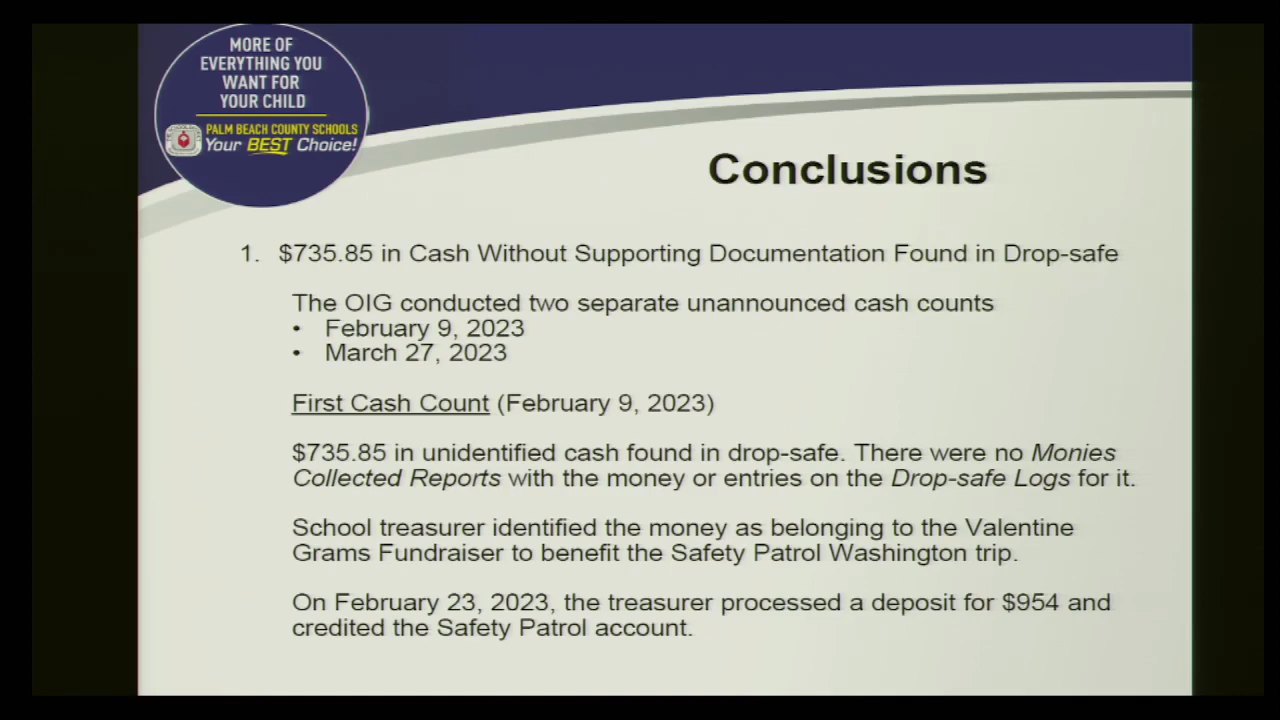 MORE OF
EVERYTHING YOU
WANT FOR
YOUR CHILD
PALM BEACH COUNTY SCHOOLS
Your BEST Choice!
Conclusions
1. $735.85 in Cash Without Supporting Documentation Found in Drop-safe
The OIG conducted two separate unannounced cash counts
• February 9, 2023
• March 27, 2023
First Cash Count (February 9, 2023)
$735.85 in unidentified cash found in drop-safe. There were no Monies
Collected Reports with the money or entries on the Drop-safe Logs for it.
School treasurer identified the money as belonging to the Valentine
Grams Fundraiser to benefit the Safety Patrol Washington trip.
On February 23, 2023, the treasurer processed a deposit for $954 and
credited the Safety Patrol account.